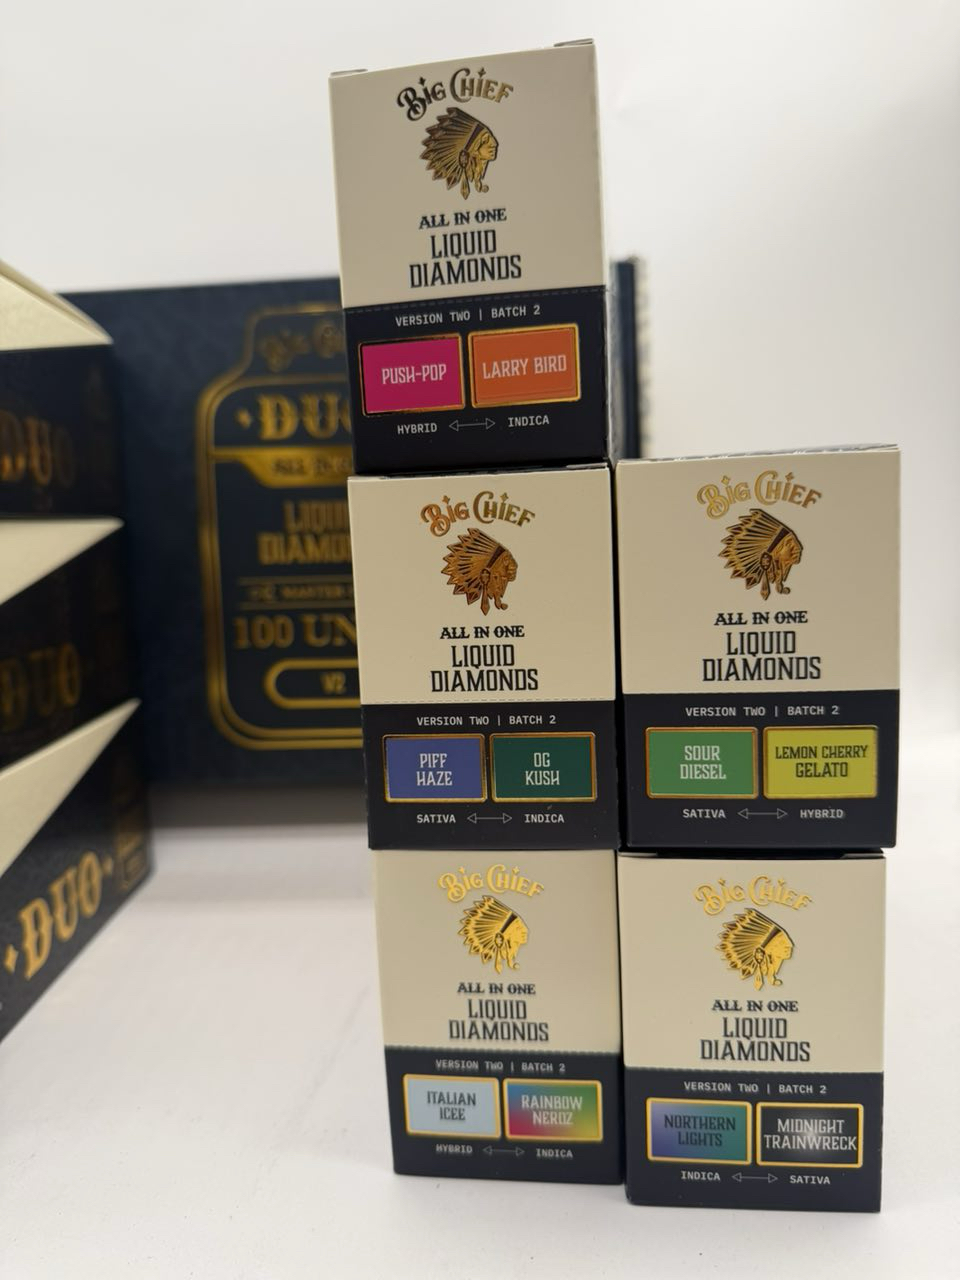 Big Chief
ALL IN ONE
LIQUID
DIAMONDS
VERSION TWO | BATCH 2
PUSH-POP
LARRY BIRD
HYBRID
INDICA
Big Chief
ALL IN ONE
LIQUID
DIAMONDS
VERSION TWO | BATCH 2
PIFF
HAZE
OG
KUSH
SATIVA
INDICA
Big Chief
ALL IN ONE
LIQUID
DIAMONDS
VERSION TWO | BATCH 2
SOUR
DIESEL
LEMON CHERRY
GELATO
SATIVA
HYBRID
Big Chief
ALL IN ONE
LIQUID
DIAMONDS
VERSION TWO | BATCH 2
ITALIAN
ICEE
RAINBOW
NERDZ
HYBRID
INDICA
Big Chief
ALL IN ONE
LIQUID
DIAMONDS
VERSION TWO | BATCH 2
NORTHERN
LIGHTS
MIDNIGHT
TRAINWRECK
INDICA
SATIVA
100
V2
DUO
DUO
DUO